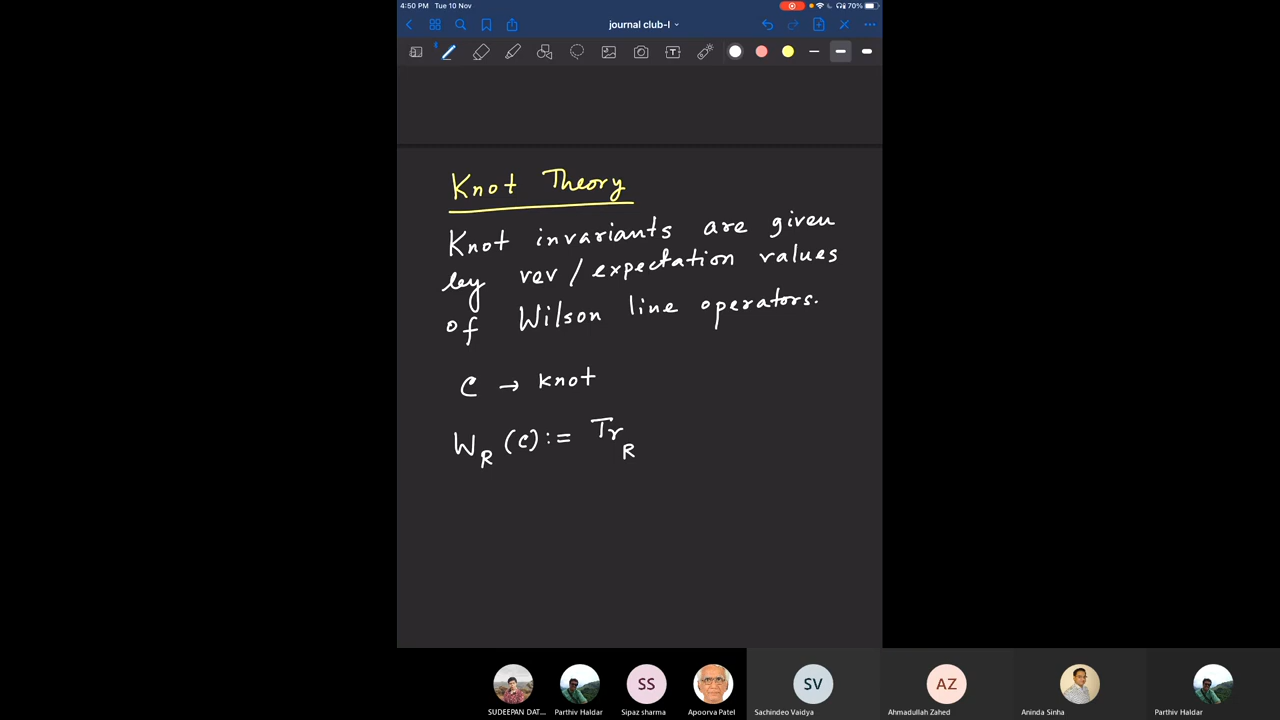 4:50 PM Tue 10 Nov
70%
journal club-I
Knot Theory
Knot invariants are given
by vev / expectation values
of Wilson line operators.
C → knot
W_R (C) := Tr_R
SS
SV
AZ
SUDEEPAN DAT...
Parthiv Haldar
Sipaz sharma
Apoorva Patel
Sachindeo Vaidya
Ahmadullah Zahed
Aninda Sinha
Parthiv Haldar